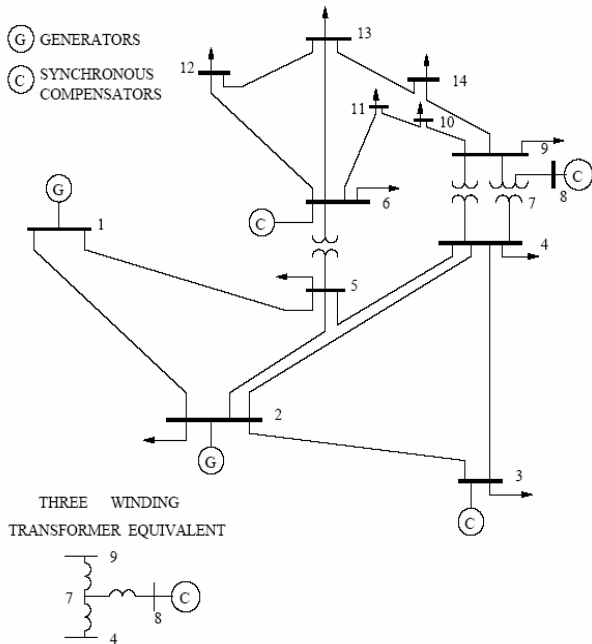 G GENERATORS
C SYNCHRONOUS
COMPENSATORS
13
12
14
11
10
9
G
C
6
7
8
C
1
4
5
2
G
3
C
THREE WINDING
TRANSFORMER EQUIVALENT
9
7
C
8
4